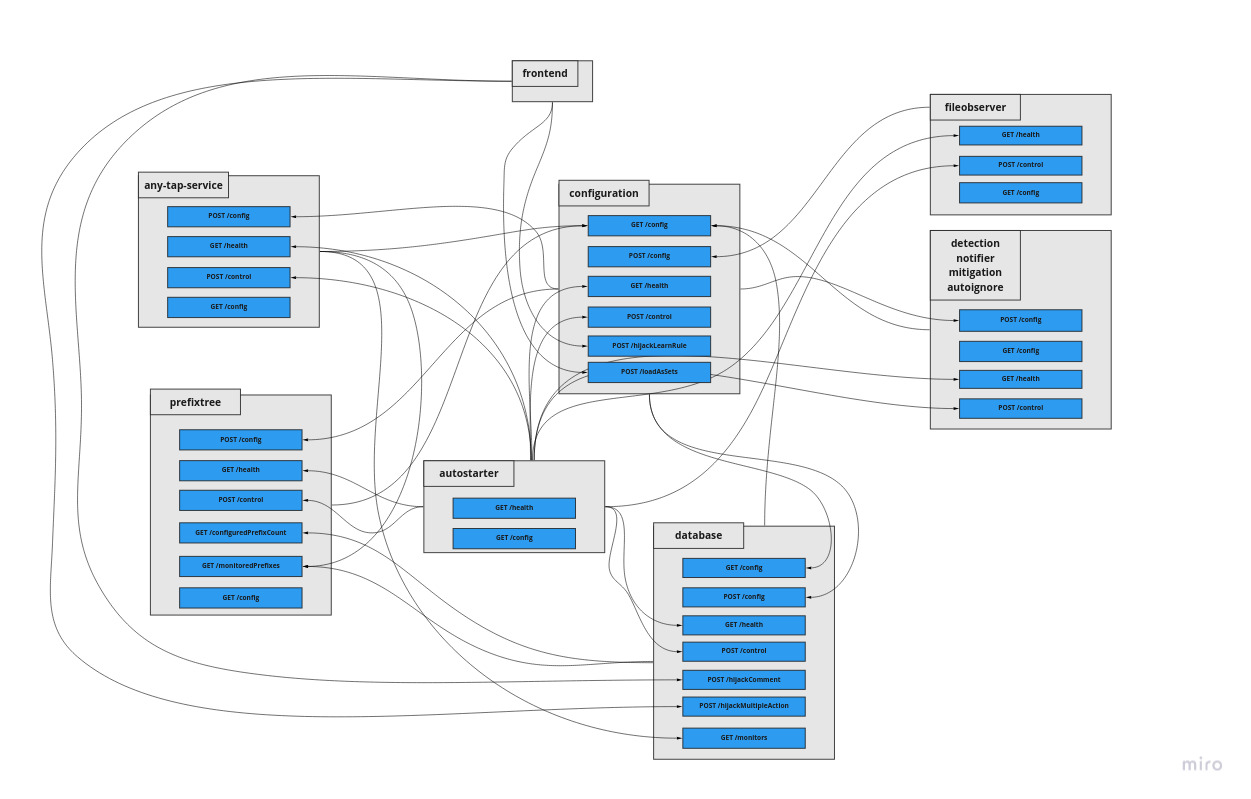 frontend
any-tap-service
POST /config
GET /health
POST /control
GET /config
configuration
GET /config
POST /config
GET /health
POST /control
POST /hijackLearnRule
POST /loadAsSets
fileobserver
GET /health
POST /control
GET /config
detection
notifier
mitigation
autoignore
POST /config
GET /config
GET /health
POST /control
prefixtree
POST /config
GET /health
POST /control
GET /configuredPrefixCount
GET /monitoredPrefixes
GET /config
autostarter
GET /health
GET /config
database
GET /config
POST /config
GET /health
POST /control
POST /hijackComment
POST /hijackMultipleAction
GET /monitors
miro